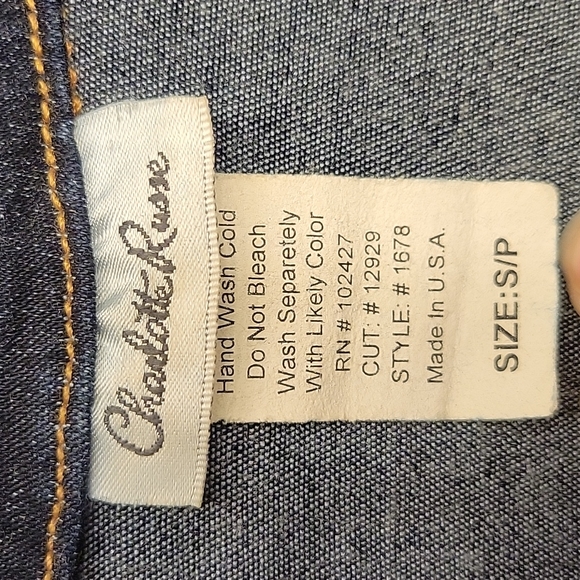 Charlotte Russe
Hand Wash Cold
Do Not Bleach
Wash Separetely
With Likely Color
RN # 102427
CUT: # 12929
STYLE: # 1678
Made In U.S.A.
SIZE:S/P